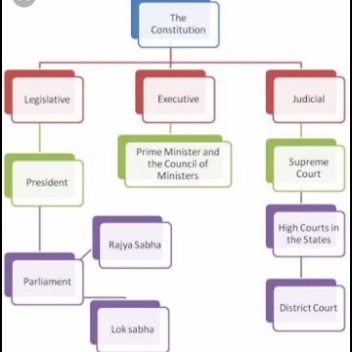 The
Constitution
Legislative
Executive
Judicial
Prime Minister and
the Council of
Ministers
President
Supreme
Court
Rajya Sabha
High Courts in
the States
Parliament
District Court
Lok sabha